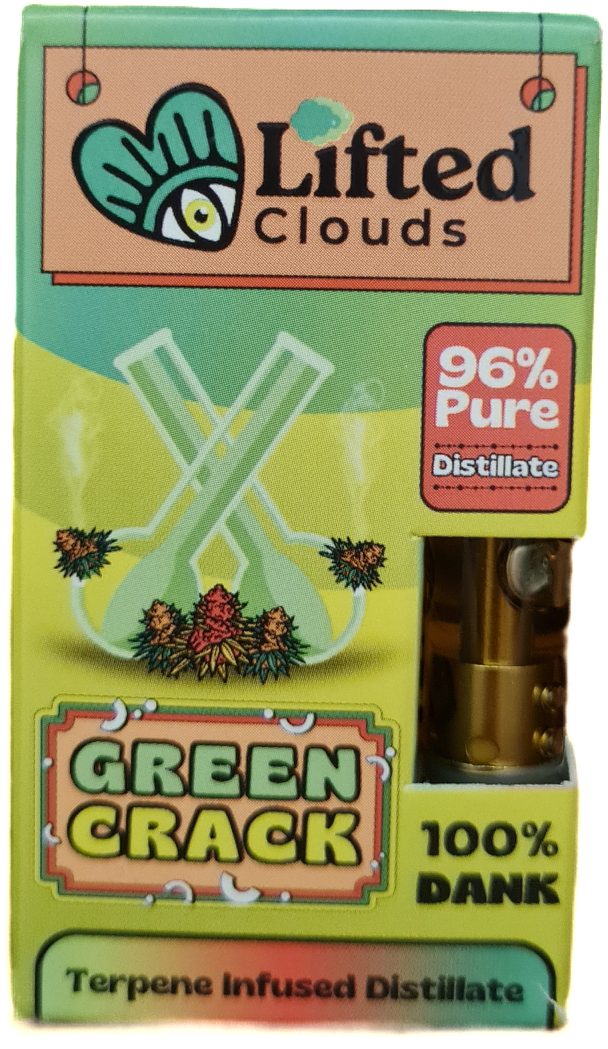 Lifted
Clouds
96%
Pure
Distillate
GREEN
CRACK
100%
DANK
Terpene Infused Distillate